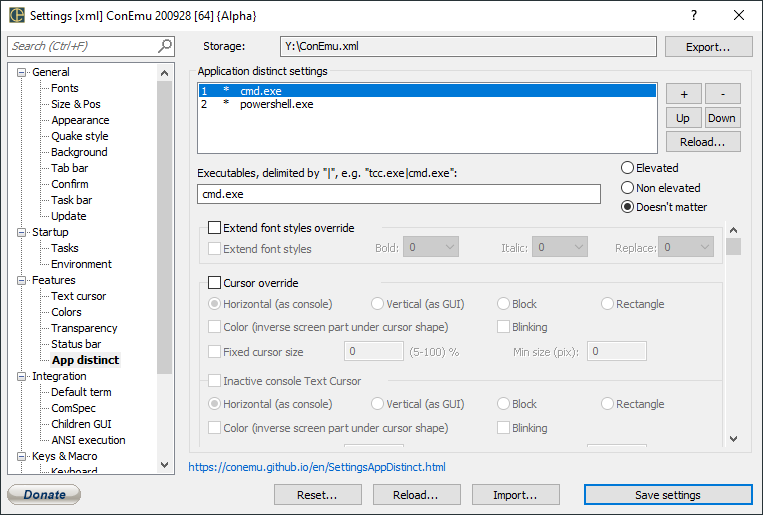 Settings [xml] ConEmu 200928 [64] {Alpha}
? ×
Search (Ctrl+F)
Storage:
Y:\ConEmu.xml
Export...
General
Fonts
Size & Pos
Appearance
Quake style
Background
Tab bar
Confirm
Task bar
Update
Startup
Tasks
Environment
Features
Text cursor
Colors
Transparency
Status bar
App distinct
Integration
Default term
ComSpec
Children GUI
ANSI execution
Keys & Macro
Application distinct settings
1 * cmd.exe
2 * powershell.exe
+ -
Up Down
Reload...
Executables, delimited by "|", e.g. "tcc.exe|cmd.exe":
cmd.exe
Elevated
Non elevated
Doesn't matter
Extend font styles override
Extend font styles Bold: 0 Italic: 0 Replace: 0
Cursor override
Horizontal (as console) Vertical (as GUI) Block Rectangle
Color (inverse screen part under cursor shape) Blinking
Fixed cursor size 0 (5-100) % Min size (pix): 0
Inactive console Text Cursor
Horizontal (as console) Vertical (as GUI) Block Rectangle
Color (inverse screen part under cursor shape) Blinking
https://conemu.github.io/en/SettingsAppDistinct.html
Donate
Reset...
Reload...
Import...
Save settings